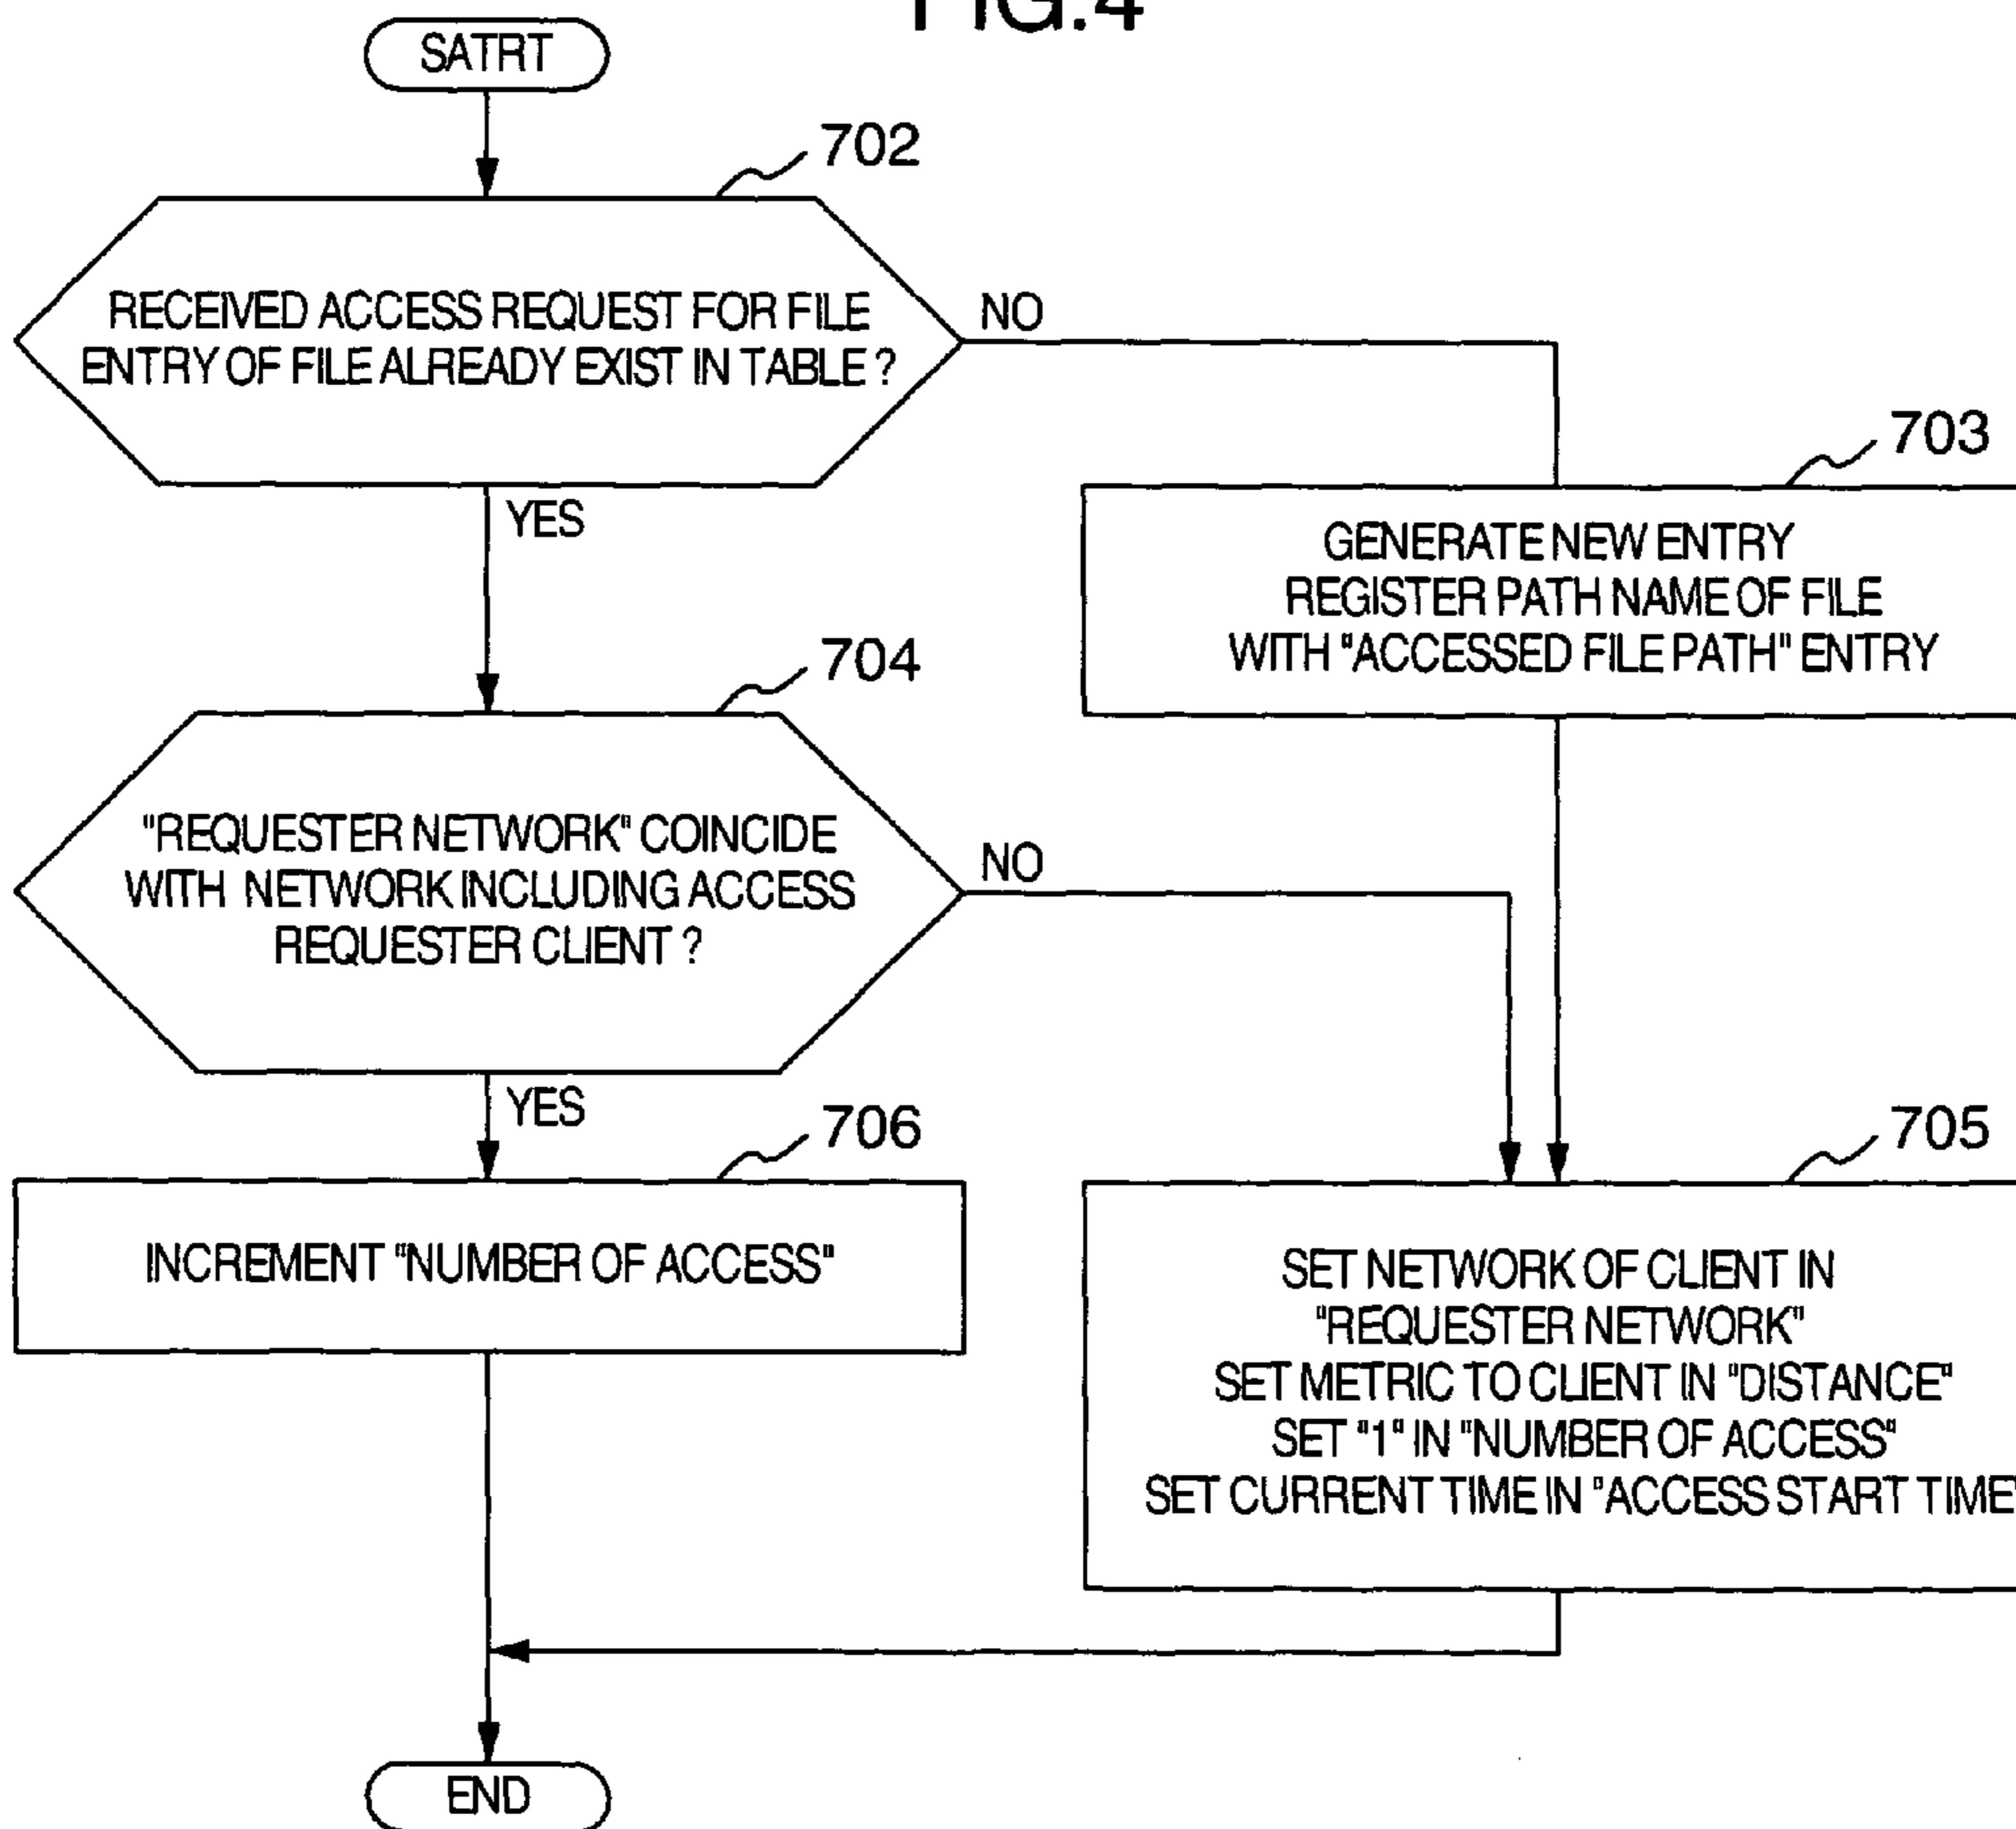 FIG.4
SATRT
702
RECEIVED ACCESS REQUEST FOR FILE
ENTRY OF FILE ALREADY EXIST IN TABLE ?
NO
YES
703
GENERATE NEW ENTRY
REGISTER PATH NAME OF FILE
WITH "ACCESSED FILE PATH" ENTRY
704
"REQUESTER NETWORK" COINCIDE
WITH NETWORK INCLUDING ACCESS
REQUESTER CLIENT ?
NO
YES
706
INCREMENT "NUMBER OF ACCESS"
705
SET NETWORK OF CLIENT IN
"REQUESTER NETWORK"
SET METRIC TO CLIENT IN "DISTANCE"
SET "1" IN "NUMBER OF ACCESS"
SET CURRENT TIME IN "ACCESS START TIME"
END